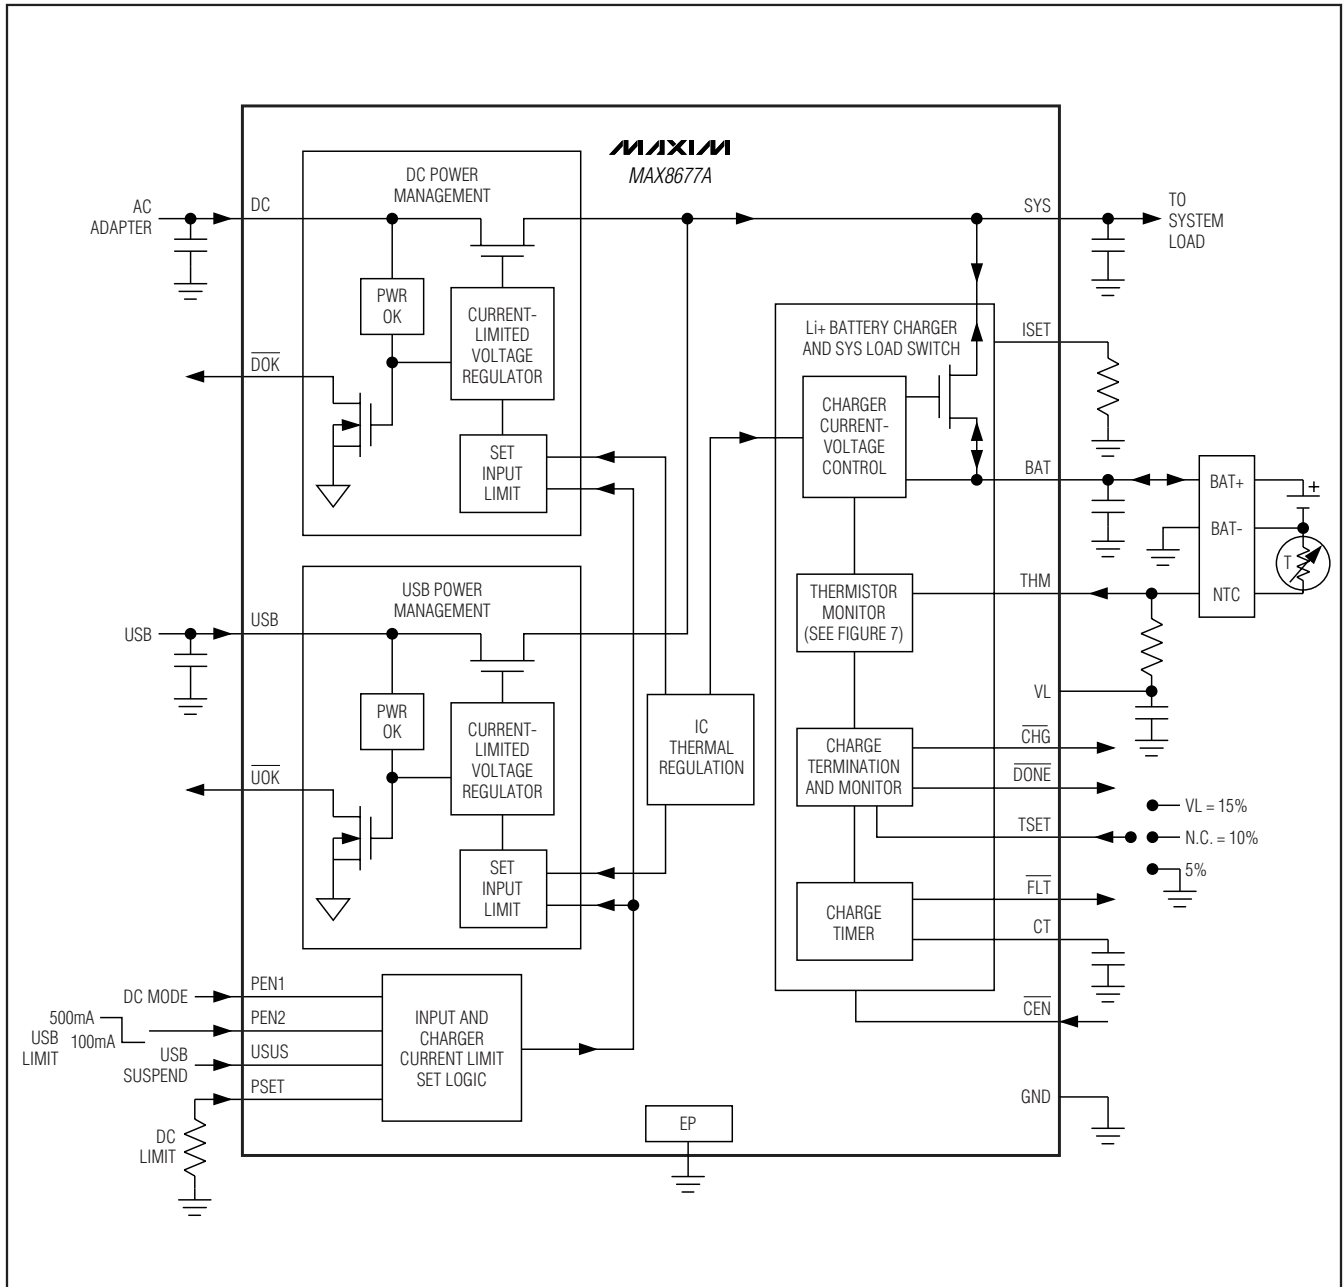 MAXIM
MAX8677A
DC POWER
MANAGEMENT
AC
ADAPTER
DC
SYS
TO
SYSTEM
LOAD
PWR
OK
CURRENT-
LIMITED
VOLTAGE
REGULATOR
DOK
SET
INPUT
LIMIT
Li+ BATTERY CHARGER
AND SYS LOAD SWITCH
ISET
CHARGER
CURRENT-
VOLTAGE
CONTROL
BAT
BAT+
+
BAT-
T
NTC
THM
THERMISTOR
MONITOR
(SEE FIGURE 7)
USB POWER
MANAGEMENT
USB
USB
PWR
OK
CURRENT-
LIMITED
VOLTAGE
REGULATOR
UOK
SET
INPUT
LIMIT
IC
THERMAL
REGULATION
VL
CHG
CHARGE
TERMINATION
AND MONITOR
DONE
TSET
VL = 15%
N.C. = 10%
5%
FLT
CHARGE
TIMER
CT
CEN
DC MODE
PEN1
500mA
100mA
USB
LIMIT
PEN2
USB
SUSPEND
USUS
PSET
DC
LIMIT
INPUT AND
CHARGER
CURRENT LIMIT
SET LOGIC
EP
GND